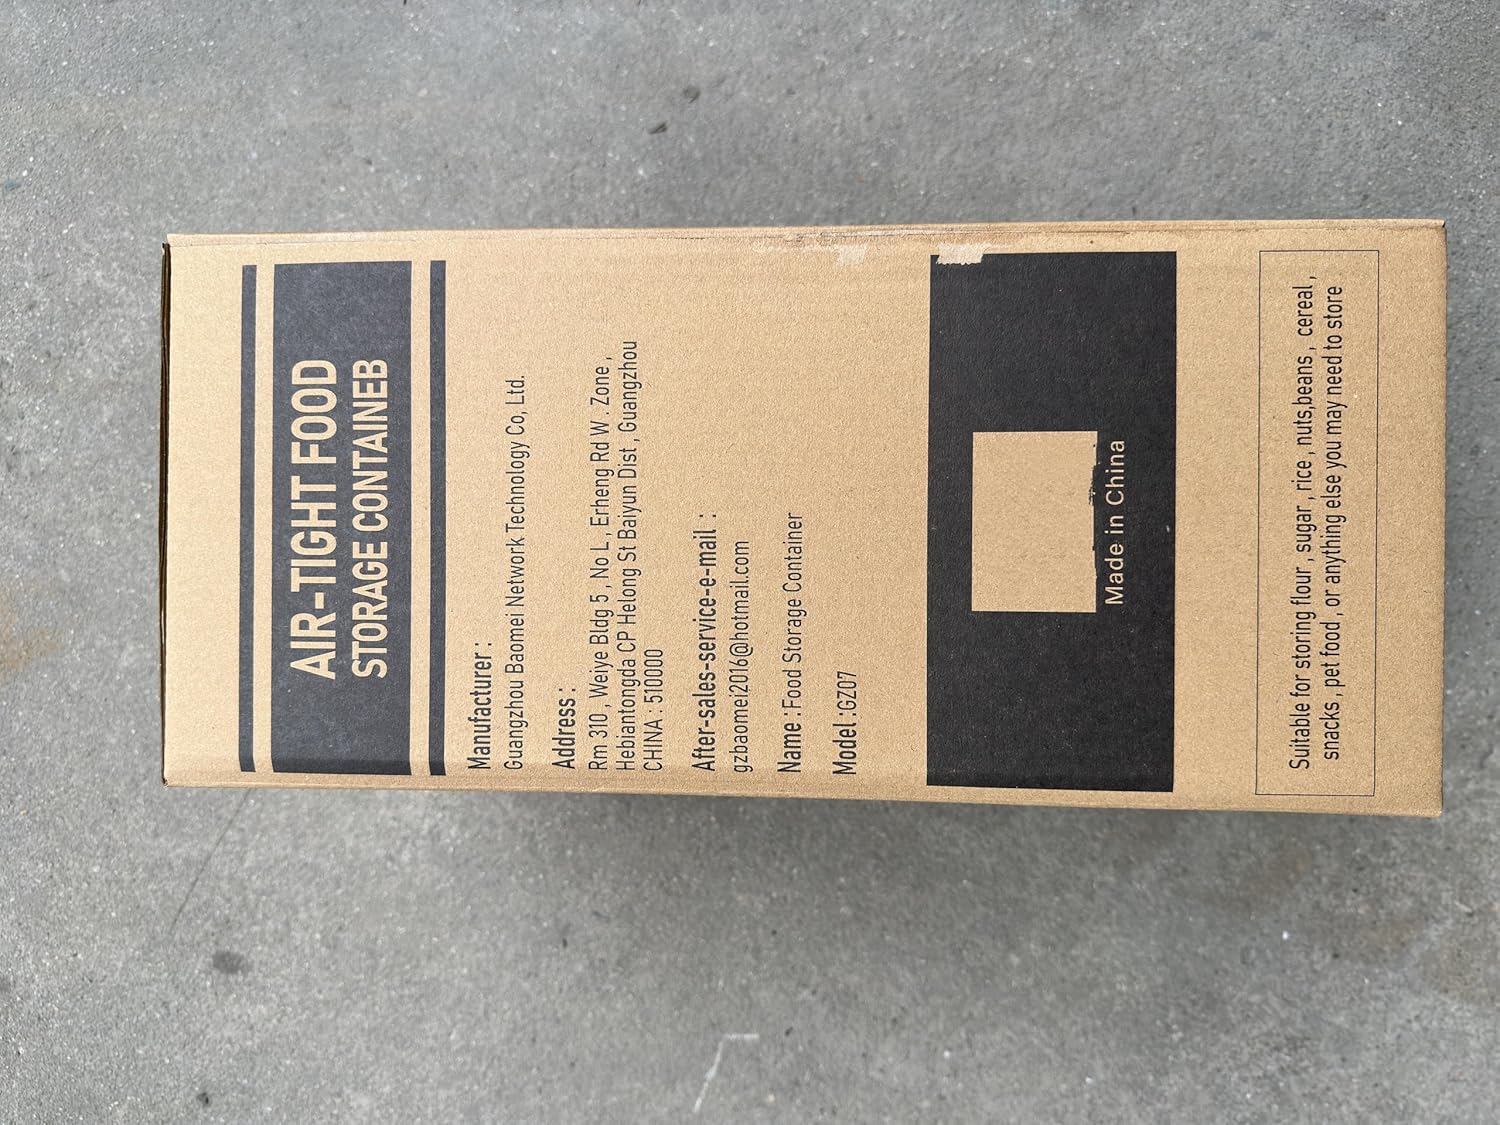 AIR-TIGHT FOOD
STORAGE CONTAINEB
Manufacturer :
Guangzhou Baomei Network Technology Co, Ltd.
Address :
Rm 310 , Weiye Bldg 5 , No L , Erheng Rd W . Zone ,
Hebiantongda CP Helong St Baiyun Dist , Guangzhou
CHINA : 510000
After-sales-service-e-mail :
gzbaomei2016@hotmail.com
Name : Food Storage Container
Model :GZ07
Made in China
Suitable for storing flour , sugar , rice , nuts,beans , cereal ,
snacks , pet food , or anything else you may need to store